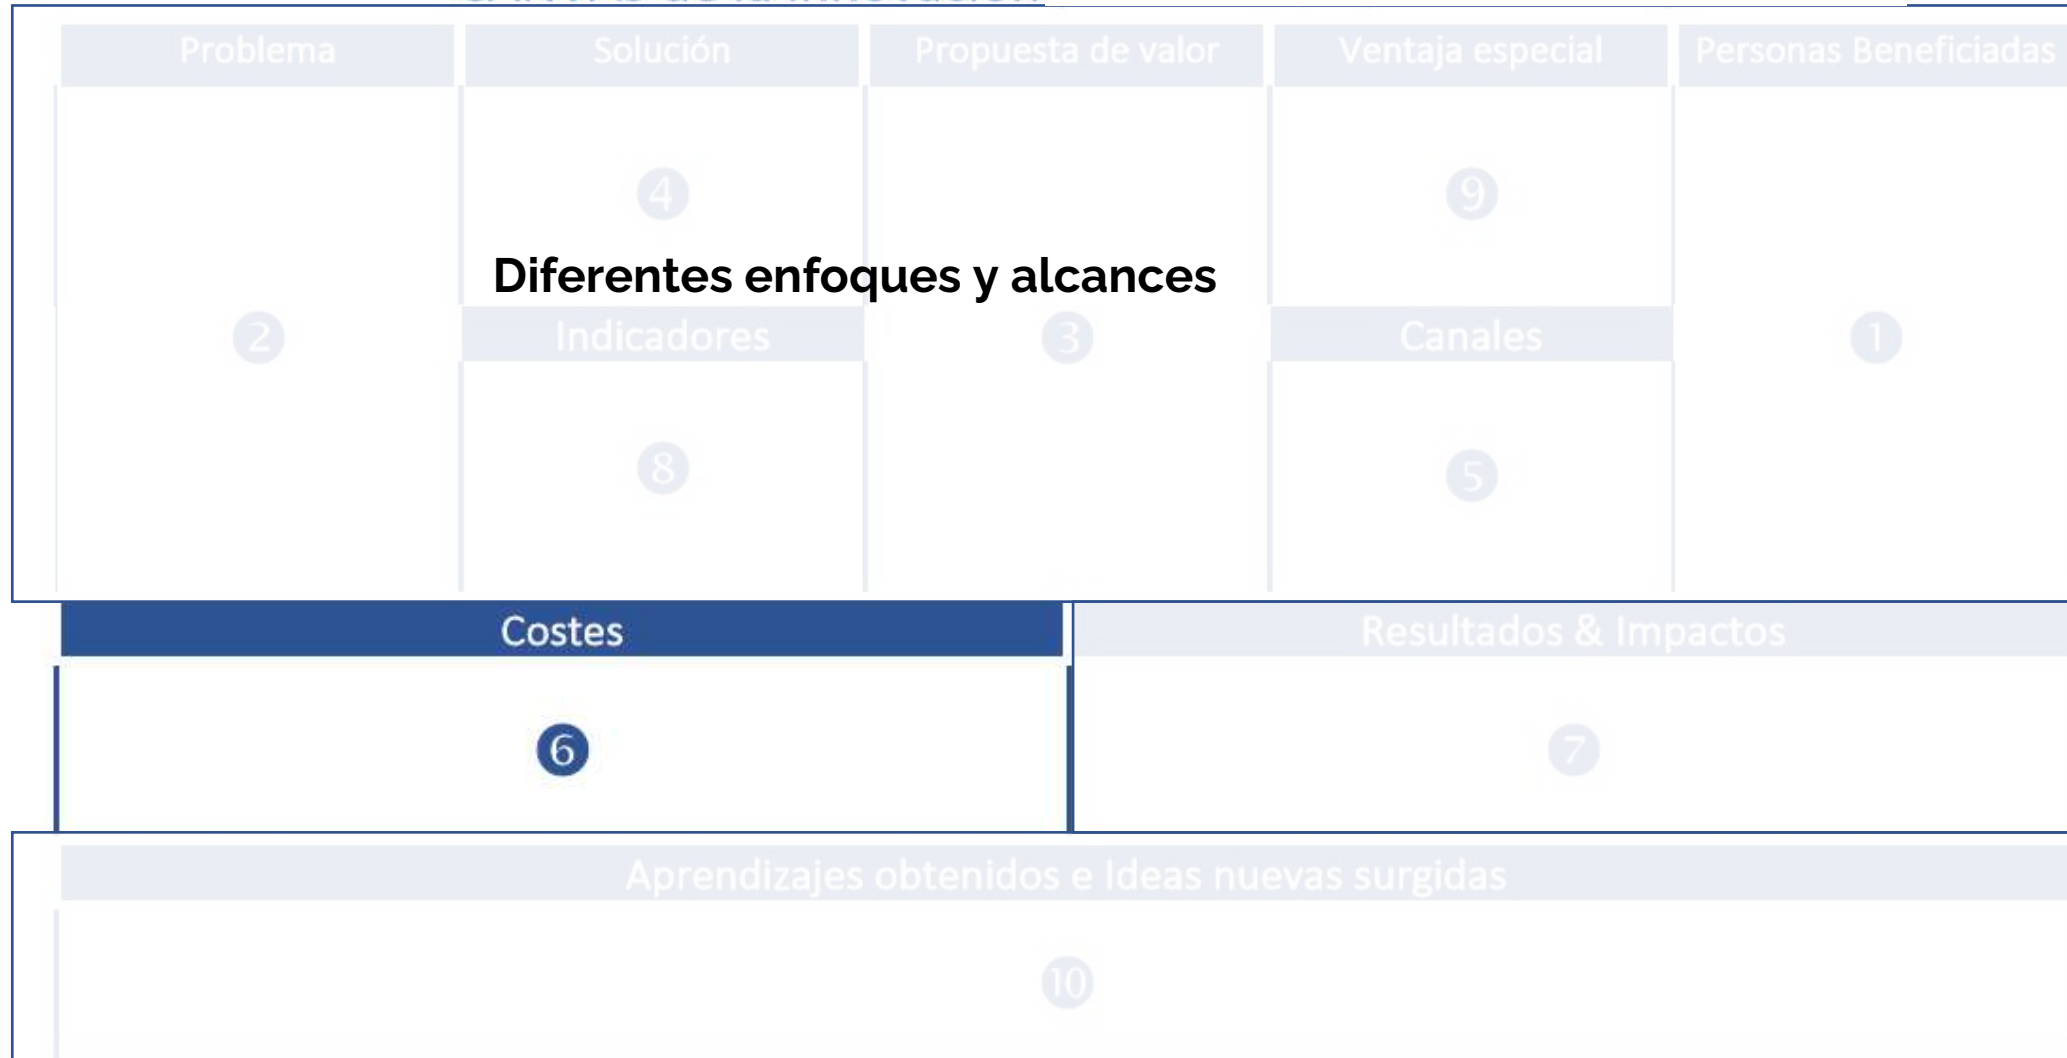 Problema Solución Propuesta de valor Ventaja especial Personas Beneficiadas
4 9
Diferentes enfoques y alcances
2 Indicadores 3 Canales 1
8 5
Costes Resultados & Impactos
6 7
Aprendizajes obtenidos e Ideas nuevas surgidas
10